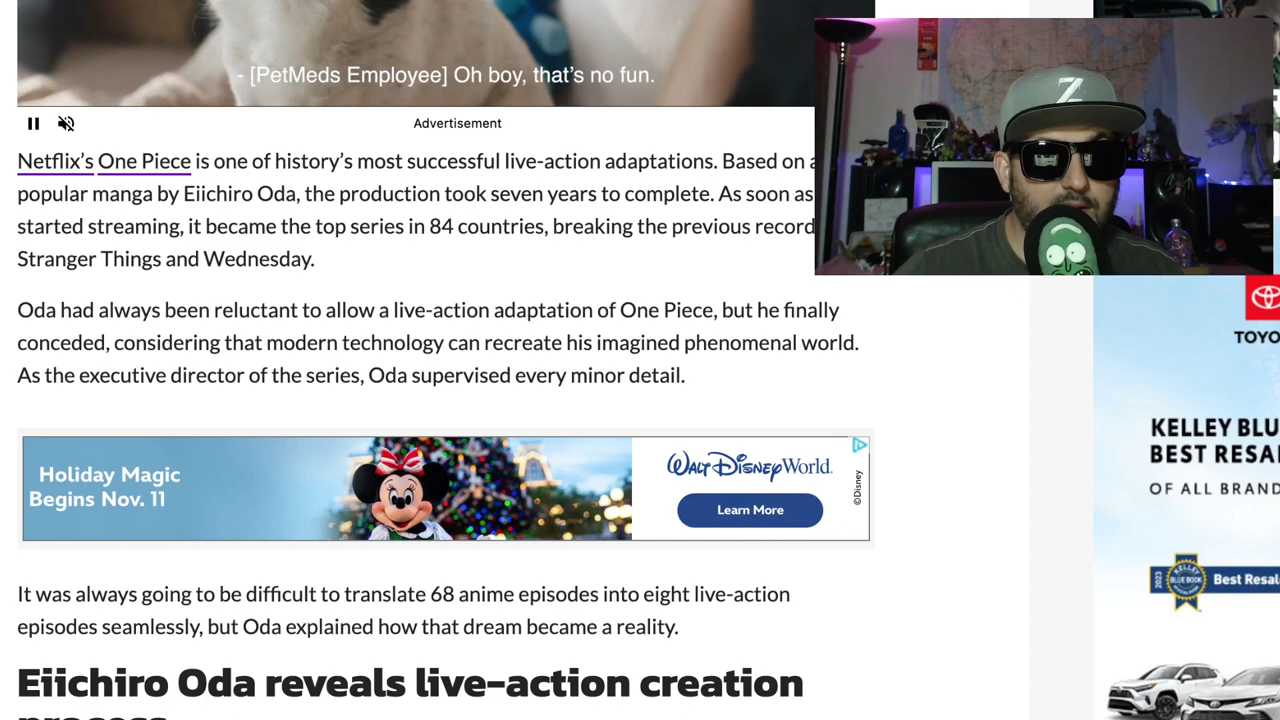 - [PetMeds Employee] Oh boy, that's no fun.
Advertisement
Netflix's One Piece is one of history's most successful live-action adaptations. Based on a
popular manga by Eiichiro Oda, the production took seven years to complete. As soon as
started streaming, it became the top series in 84 countries, breaking the previous record
Stranger Things and Wednesday.
Oda had always been reluctant to allow a live-action adaptation of One Piece, but he finally
conceded, considering that modern technology can recreate his imagined phenomenal world.
As the executive director of the series, Oda supervised every minor detail.
Holiday Magic
Begins Nov. 11
WALT DISNEY World.
Learn More
©Disney
It was always going to be difficult to translate 68 anime episodes into eight live-action
episodes seamlessly, but Oda explained how that dream became a reality.
Eiichiro Oda reveals live-action creation
process
Z
TOYO
KELLEY BLU
BEST RESA
OF ALL BRAND
2023
KELLEY
BLUE BOOK
Best Resal